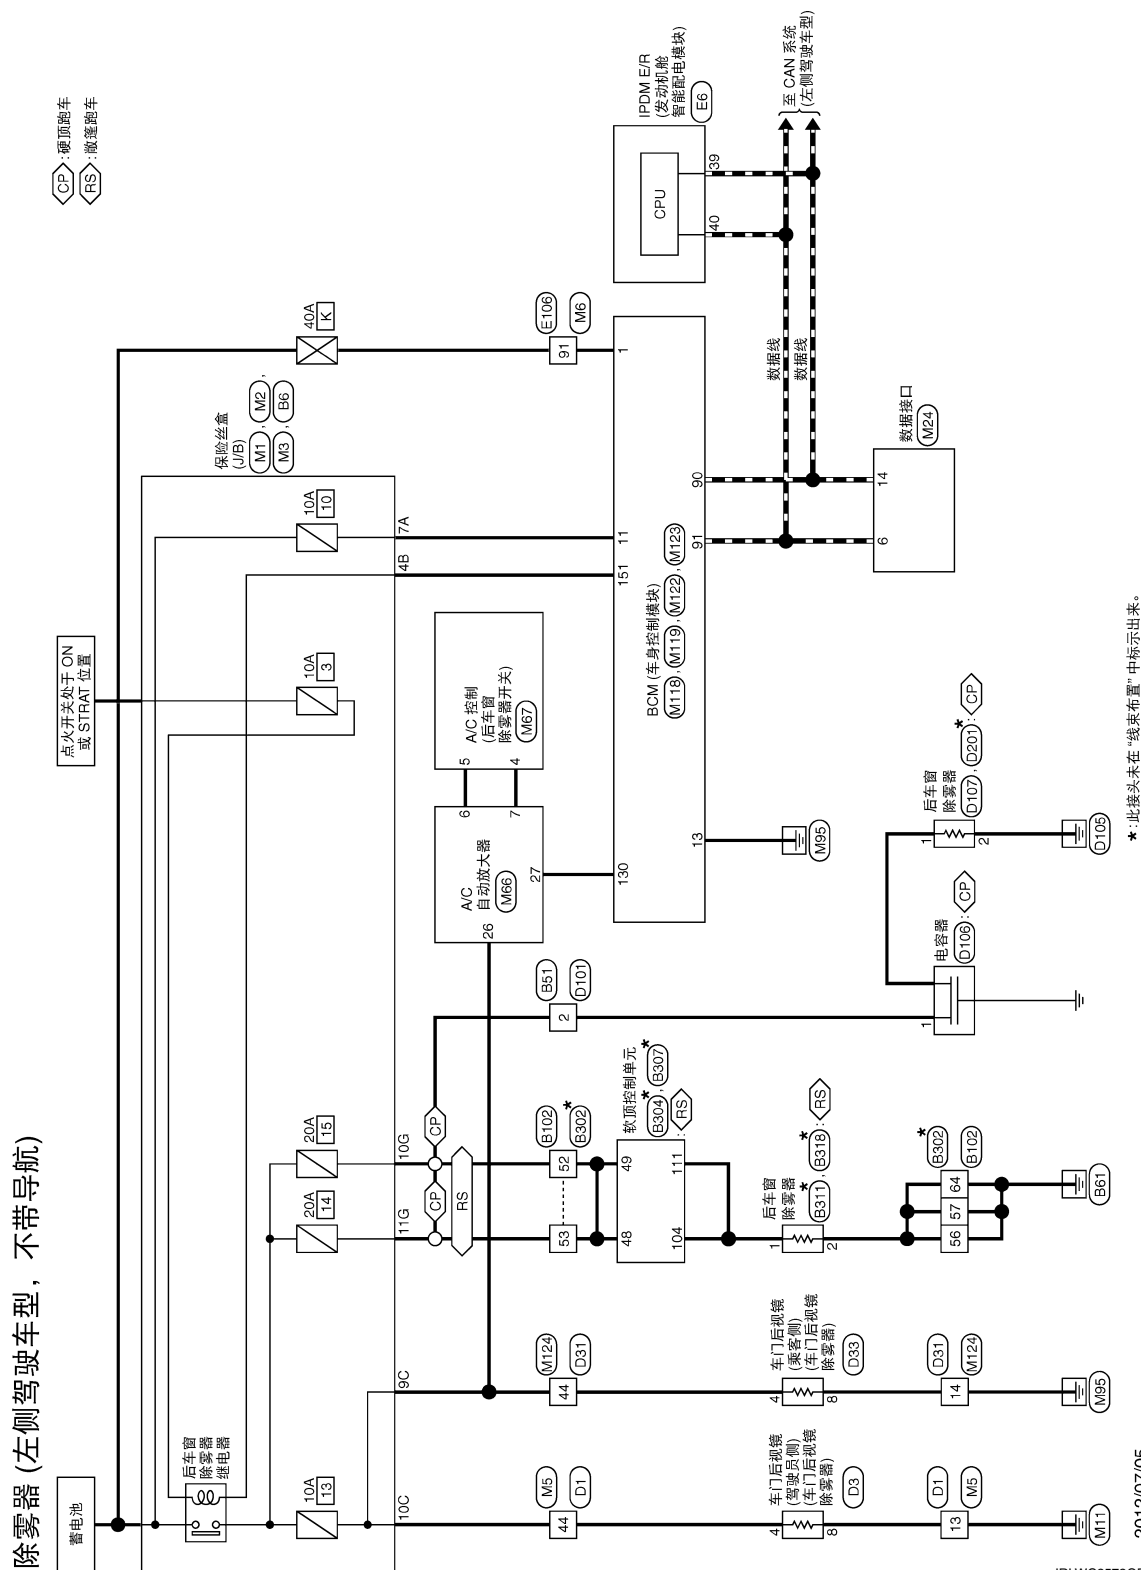 除雾器 (左侧驾驶车型，不带导航)
CP : 硬顶跑车
RS : 敞篷跑车
蓄电池
点火开关处于 ON
或 STRAT 位置
保险丝盒
(J/B)
M1 , M2 ,
M3 , B6
后车窗
除雾器
继电器
10A
13
20A
14
20A
15
10A
3
10A
10
40A
K
10C
9C
11G
10G
4B
7A
CP
CP
RS
A/C
自动放大器
M66
26
27
6
7
A/C 控制
(后车窗
除雾器开关)
M67
5
4
44
M5
D1
44
M124
D31
53
52
B102
B302 *
2
B51
D101
91
E106
M6
软顶控制单元
B304 * , B307 *
: RS
48
49
104
111
130
151
11
1
BCM (车身控制模块)
M118 , M119 , M122 , M123
13
91
90
M95
IPDM E/R
(发动机舱
智能配电模块)
E6
CPU
40
39
至 CAN 系统
(左侧驾驶车型)
数据线
数据线
数据接口
M24
6
14
车门后视镜
(驾驶员侧)
(车门后视镜
除雾器)
D3
4
8
车门后视镜
(乘客侧)
(车门后视镜
除雾器)
D33
4
8
后车窗
除雾器
B311 * , B318 * : RS
1
2
电容器
D106 : CP
1
后车窗
除雾器
D107 , D201 * : CP
1
2
13
D1
M5
14
D31
M124
56
57
64
B302 *
B102
M11
M95
B61
D105
* : 此接头未在 “线束布置” 中标示出来。